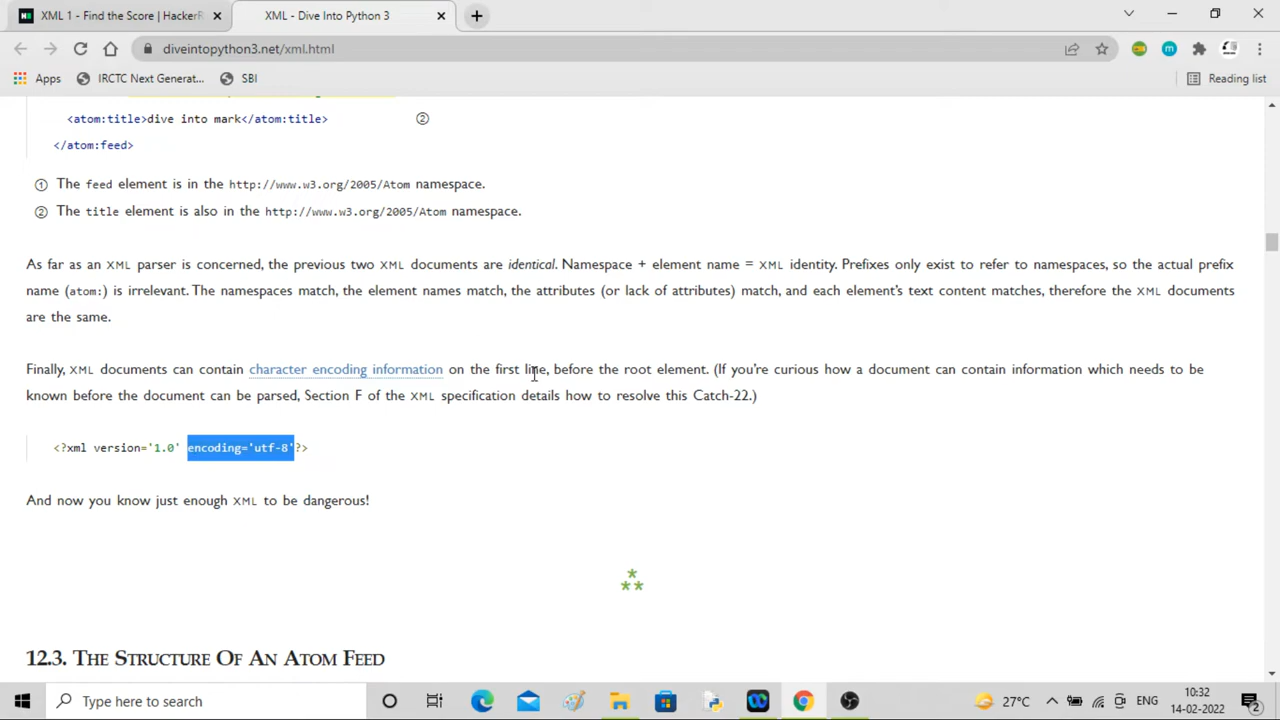 XML 1 - Find the Score | HackerR
XML - Dive Into Python 3
diveintopython3.net/xml.html
Apps
IRCTC Next Generat...
SBI
Reading list
<atom:title>dive into mark</atom:title> ②
</atom:feed>
① The feed element is in the http://www.w3.org/2005/Atom namespace.
② The title element is also in the http://www.w3.org/2005/Atom namespace.
As far as an XML parser is concerned, the previous two XML documents are identical. Namespace + element name = XML identity. Prefixes only exist to refer to namespaces, so the actual prefix
name (atom:) is irrelevant. The namespaces match, the element names match, the attributes (or lack of attributes) match, and each element's text content matches, therefore the XML documents
are the same.
Finally, XML documents can contain character encoding information on the first line, before the root element. (If you're curious how a document can contain information which needs to be
known before the document can be parsed, Section F of the XML specification details how to resolve this Catch-22.)
<?xml version='1.0' encoding='utf-8'?>
And now you know just enough XML to be dangerous!
12.3. THE STRUCTURE OF AN ATOM FEED
Type here to search
27°C
ENG
10:32
14-02-2022
2